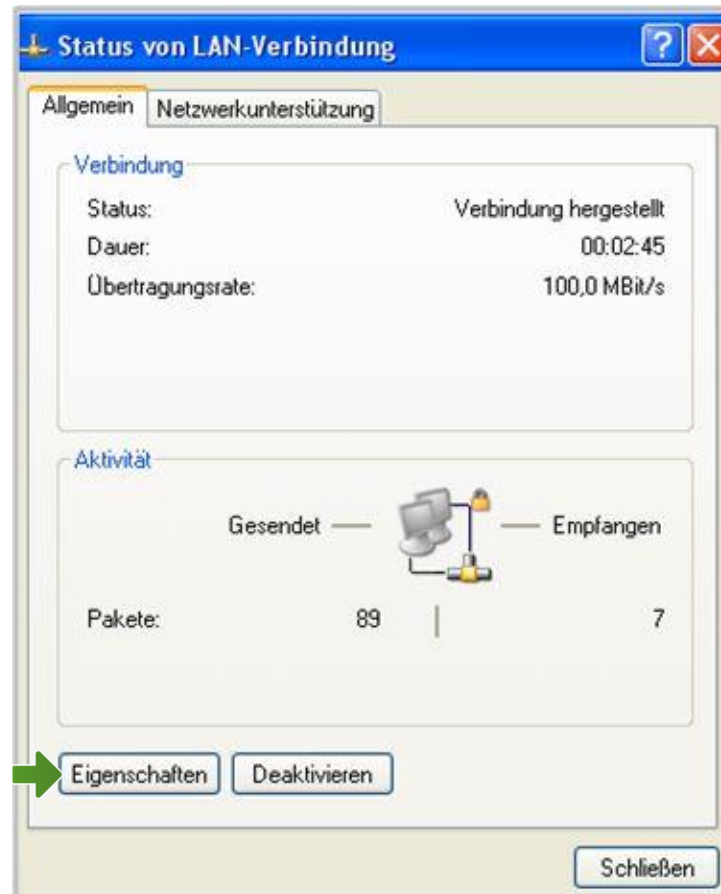 Status von LAN-Verbindung
Allgemein Netzwerkunterstützung
Verbindung
Status: Verbindung hergestellt
Dauer: 00:02:45
Übertragungsrate: 100,0 MBit/s
Aktivität
Gesendet Empfangen
Pakete: 89 7
Eigenschaften Deaktivieren
Schließen